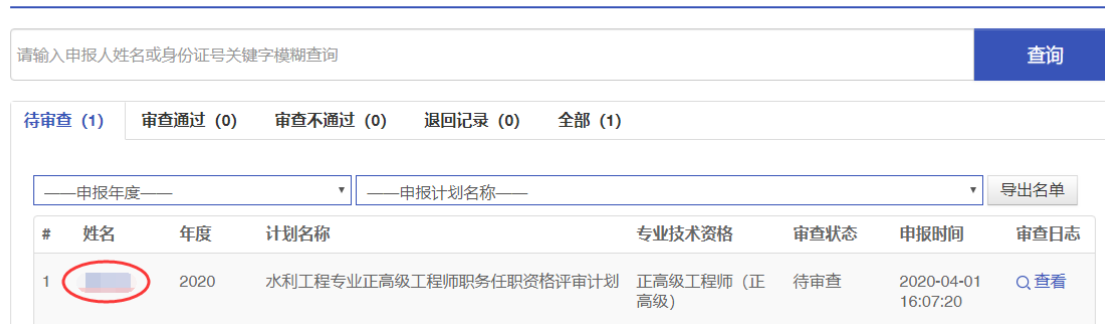 请输入申报人姓名或身份证号关键字模糊查询 查询
待审查 (1) 审查通过 (0) 审查不通过 (0) 退回记录 (0) 全部 (1)
——申报年度—— ——申报计划名称—— 导出名单
# 姓名 年度 计划名称 专业技术资格 审查状态 申报时间 审查日志
1 2020 水利工程专业正高级工程师职务任职资格评审计划 正高级工程师（正高级） 待审查 2020-04-01 16:07:20 查看